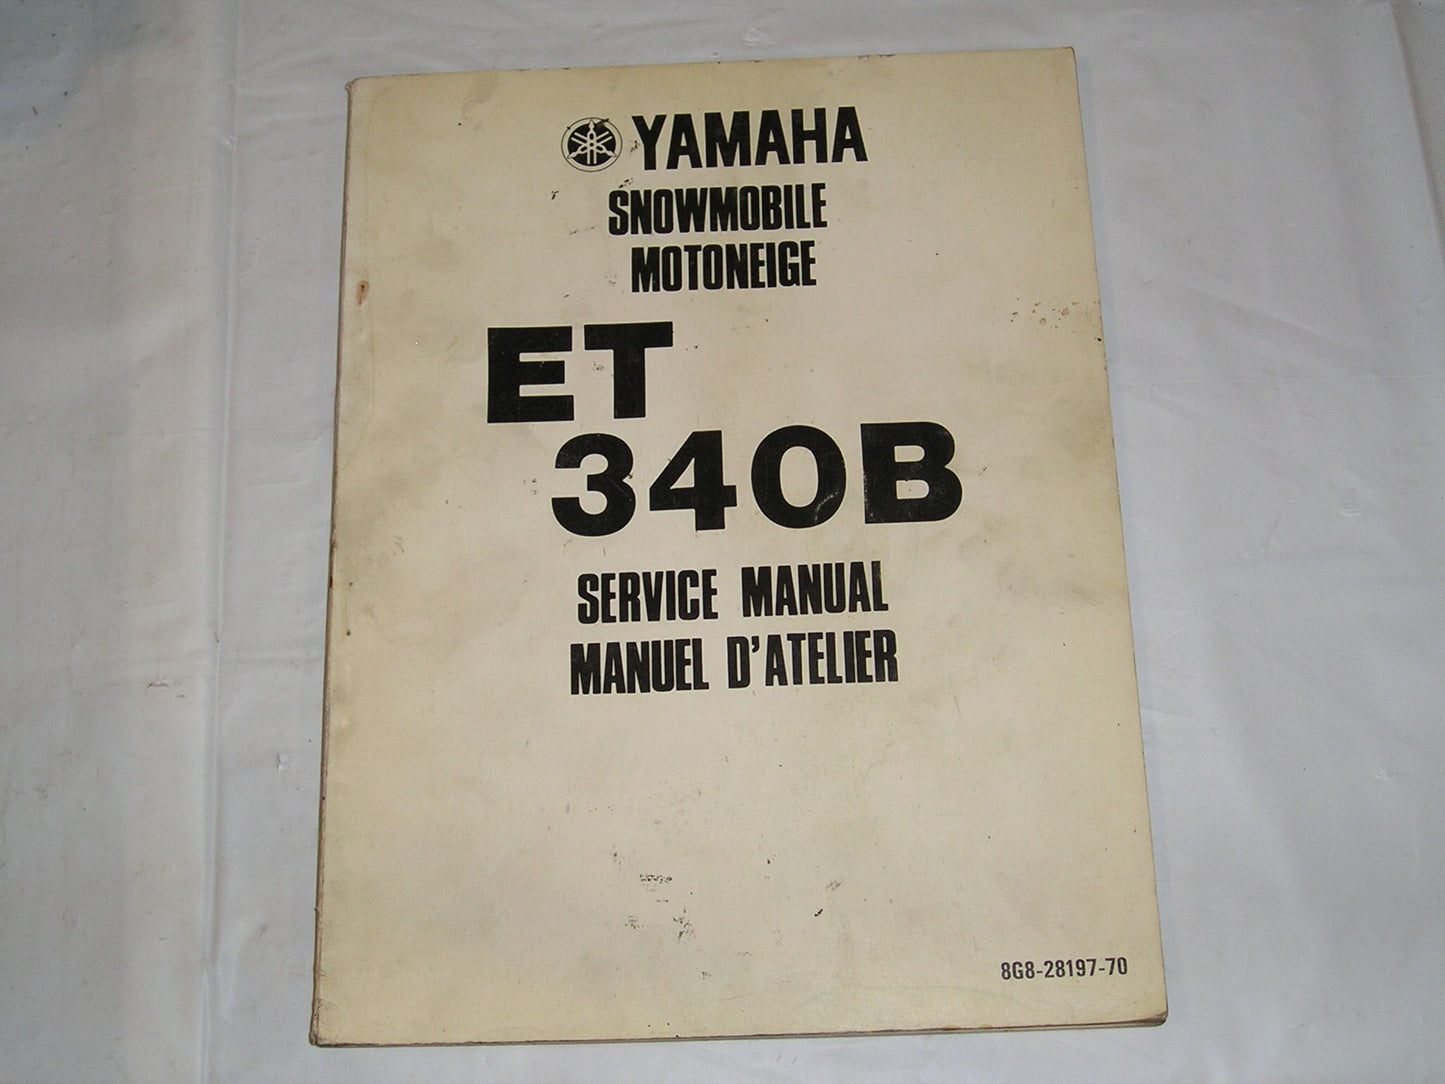 YAMAHA
SNOWMOBILE
MOTONEIGE
ET
340B
SERVICE MANUAL
MANUEL D'ATELIER
8G8-28197-70